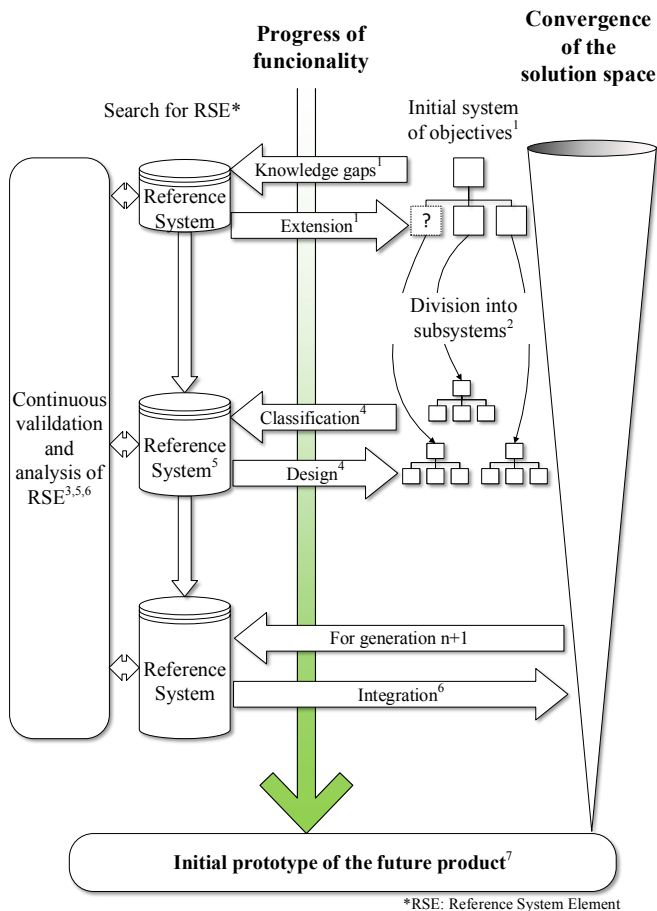 Progress of
funcionality
Convergence
of the
solution space
Search for RSE*
Initial system
of objectives1
Knowledge gaps1
Reference
System
Extension1
?
Division into
subsystems2
Continuous
valildation
and
analysis of
RSE3,5,6
Classification4
Reference
System5
Design4
For generation n+1
Reference
System
Integration6
Initial prototype of the future product7
*RSE: Reference System Element